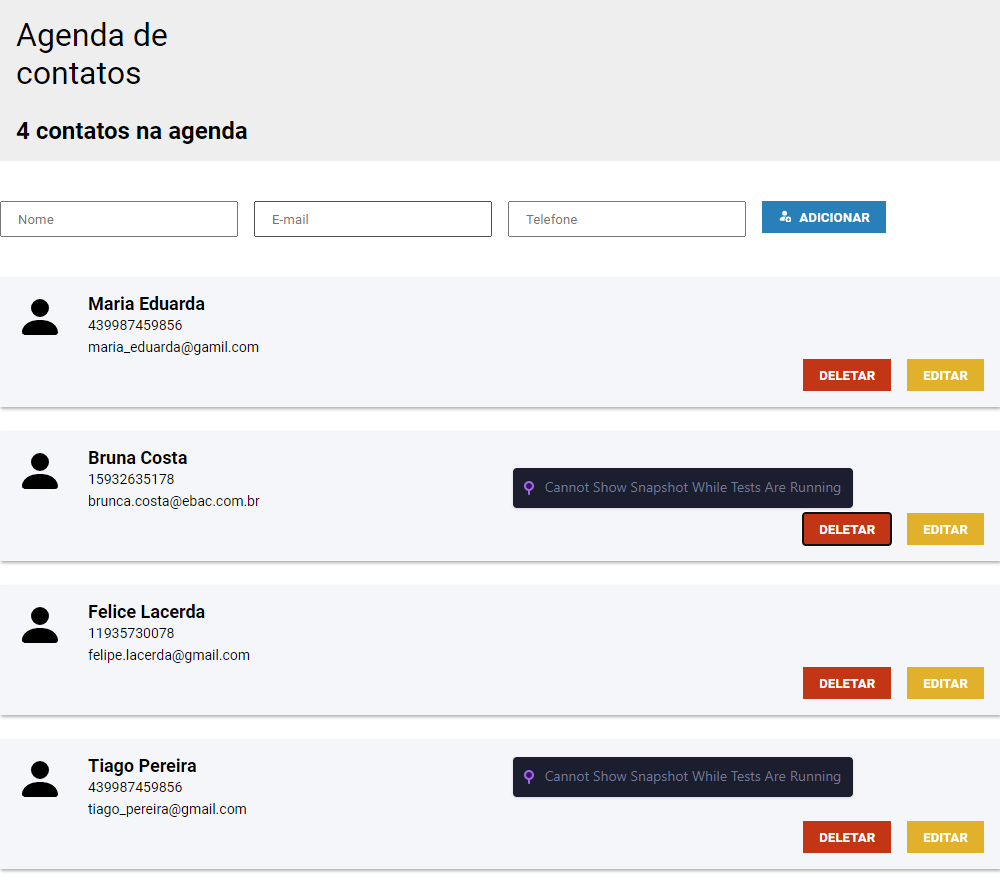 Agenda de
contatos
4 contatos na agenda
Nome
E-mail
Telefone
ADICIONAR
Maria Eduarda
439987459856
maria_eduarda@gamil.com
DELETAR
EDITAR
Bruna Costa
15932635178
brunca.costa@ebac.com.br
Cannot Show Snapshot While Tests Are Running
DELETAR
EDITAR
Felice Lacerda
11935730078
felipe.lacerda@gmail.com
DELETAR
EDITAR
Tiago Pereira
439987459856
tiago_pereira@gmail.com
Cannot Show Snapshot While Tests Are Running
DELETAR
EDITAR